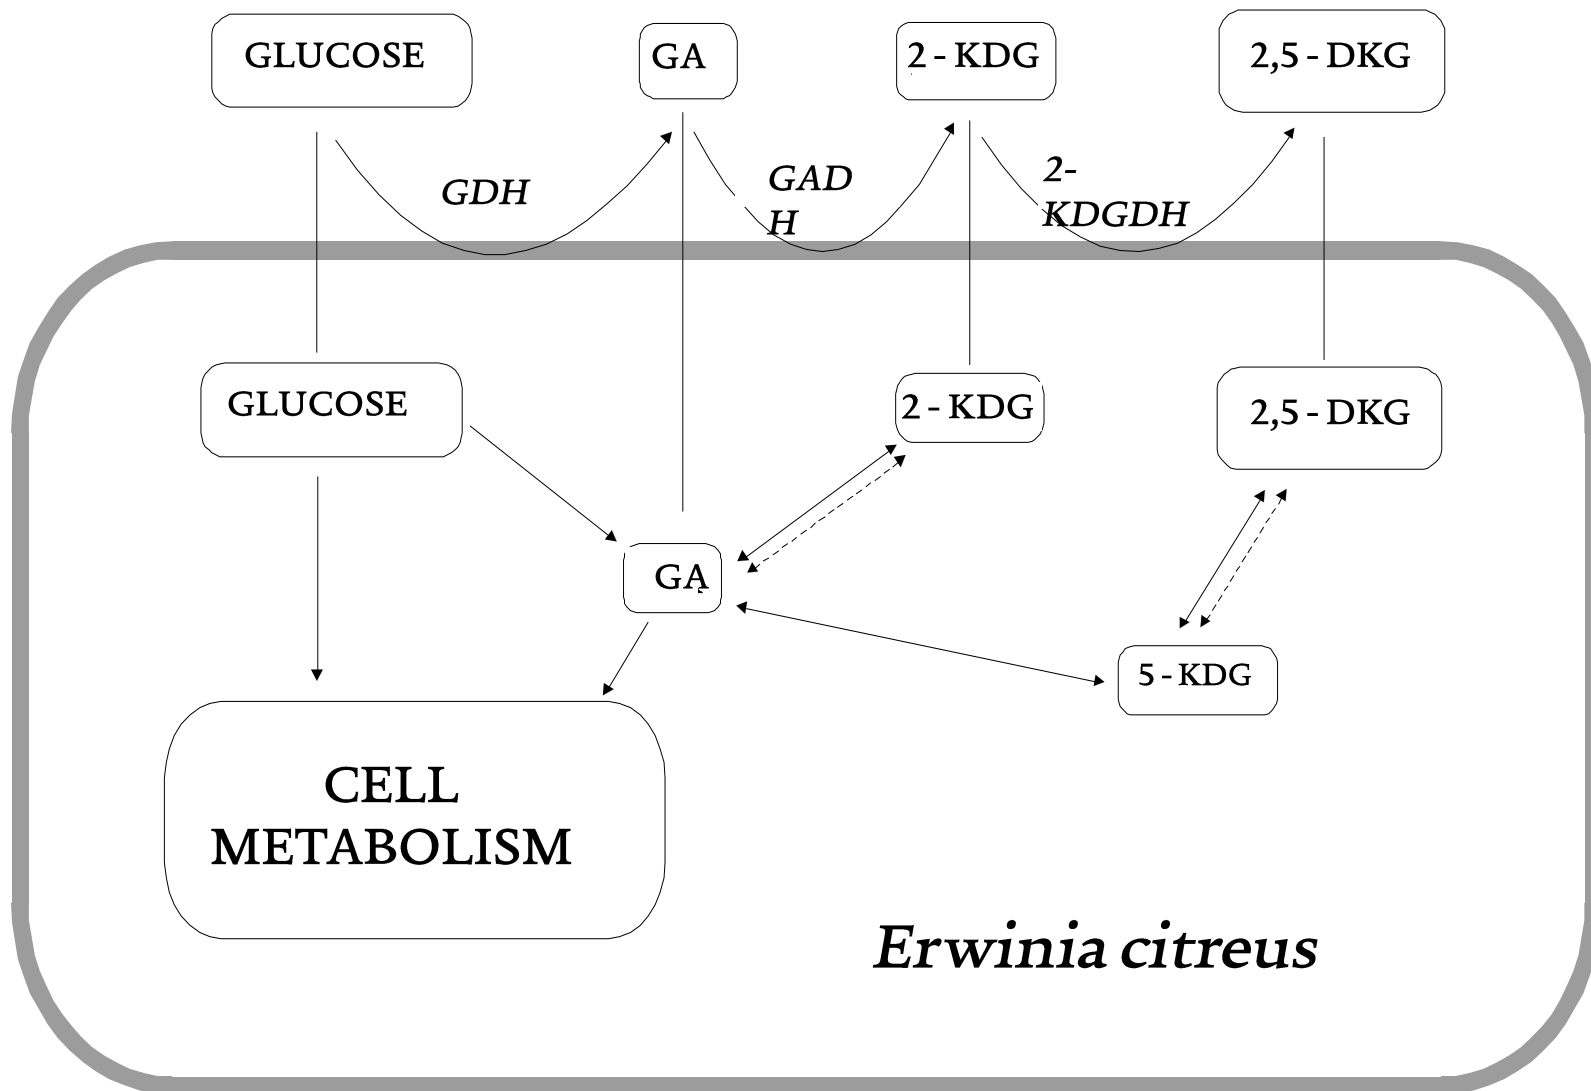 GLUCOSE
GA
2 - KDG
2,5 - DKG
GDH
GAD
H
2-
KDGDH
GLUCOSE
2 - KDG
2,5 - DKG
GA
5 - KDG
CELL
METABOLISM
Erwinia citreus